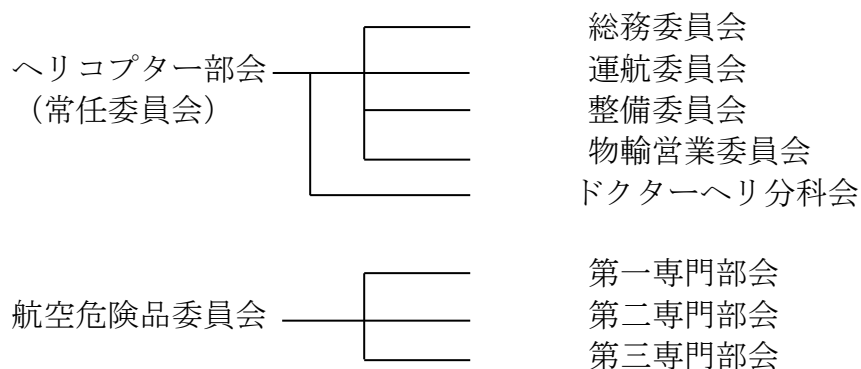 総務委員会
ヘリコプター部会
運航委員会
（常任委員会）
整備委員会
物輸営業委員会
ドクターヘリ分科会
第一専門部会
航空危険品委員会
第二専門部会
第三専門部会